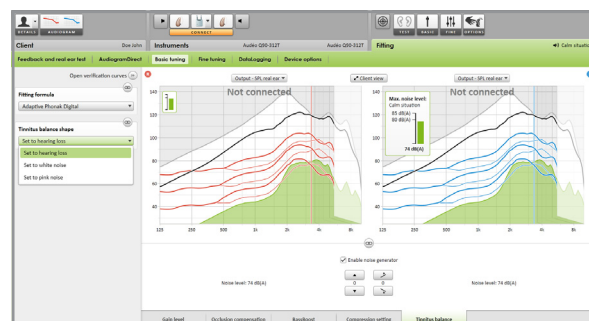 DETAILS AUDIOGRAM
CONNECT
TEST BASIC FINE OPTIONS
Client Doe John
Instruments Audéo Q90-312T Audéo Q90-312T
Fitting Calm situation
Feedback and real ear test AudiogramDirect Basic tuning Fine tuning DataLogging Device options
Open verification curves
Fitting formula
Adaptive Phonak Digital
Tinnitus balance shape
Set to hearing loss
Set to hearing loss
Set to white noise
Set to pink noise
Output - SPL real ear
Client view
Output - SPL real ear
Not connected
Not connected
Max. noise level:
Calm situation
85 dB(A)
80 dB(A)
74 dB(A)
140
120
100
80
60
40
125 250 500 1k 2k 4k 8k
140
120
100
80
60
40
125 250 500 1k 2k 4k 8k
Enable noise generator
Noise level: 74 dB(A)
0 0
Noise level: 74 dB(A)
Gain level Occlusion compensation BassBoost Compression setting Tinnitus balance